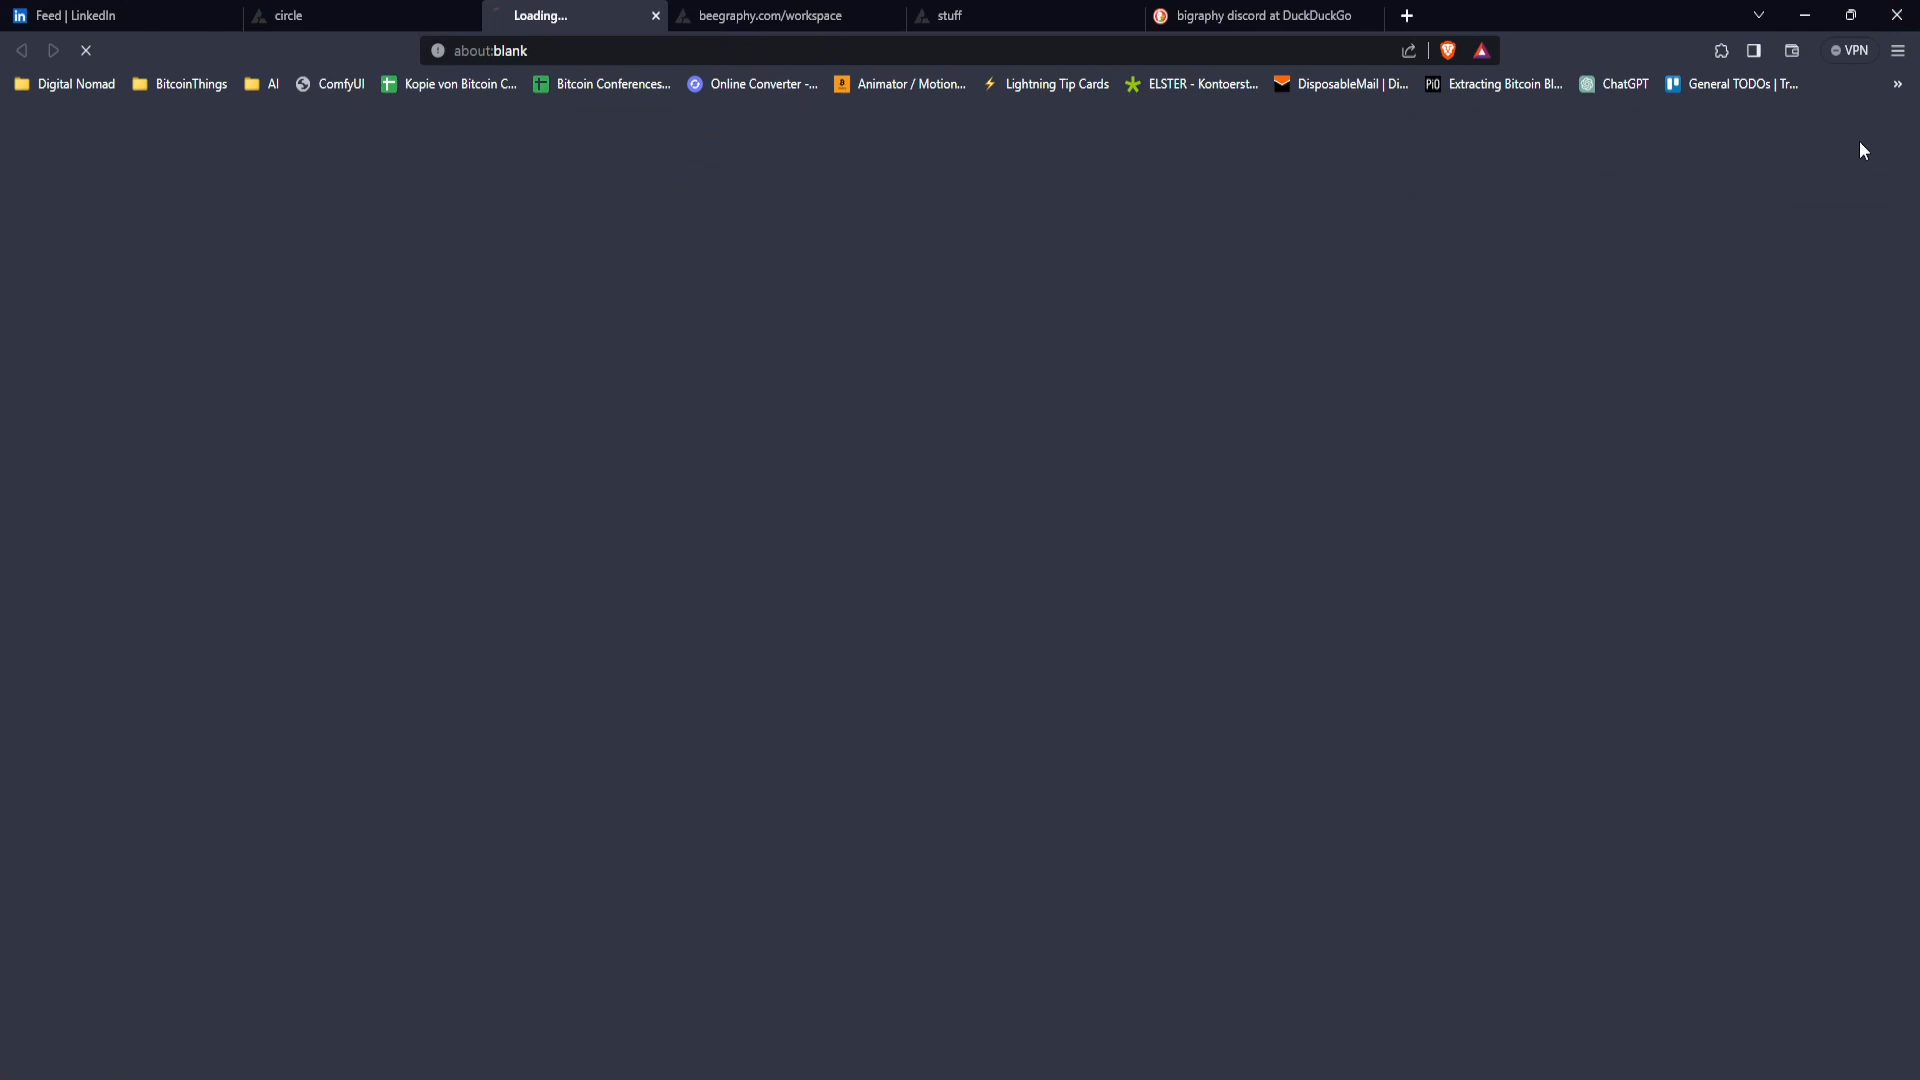 Feed | LinkedIn
circle
Loading...
beegraphy.com/workspace
stuff
bigraphy discord at DuckDuckGo
about:blank
VPN
Digital Nomad
BitcoinThings
AI
ComfyUI
Kopie von Bitcoin C...
Bitcoin Conferences...
Online Converter -...
Animator / Motion...
Lightning Tip Cards
ELSTER - Kontoerst...
DisposableMail | Di...
PiO
Extracting Bitcoin Bl...
ChatGPT
General TODOs | Tr...